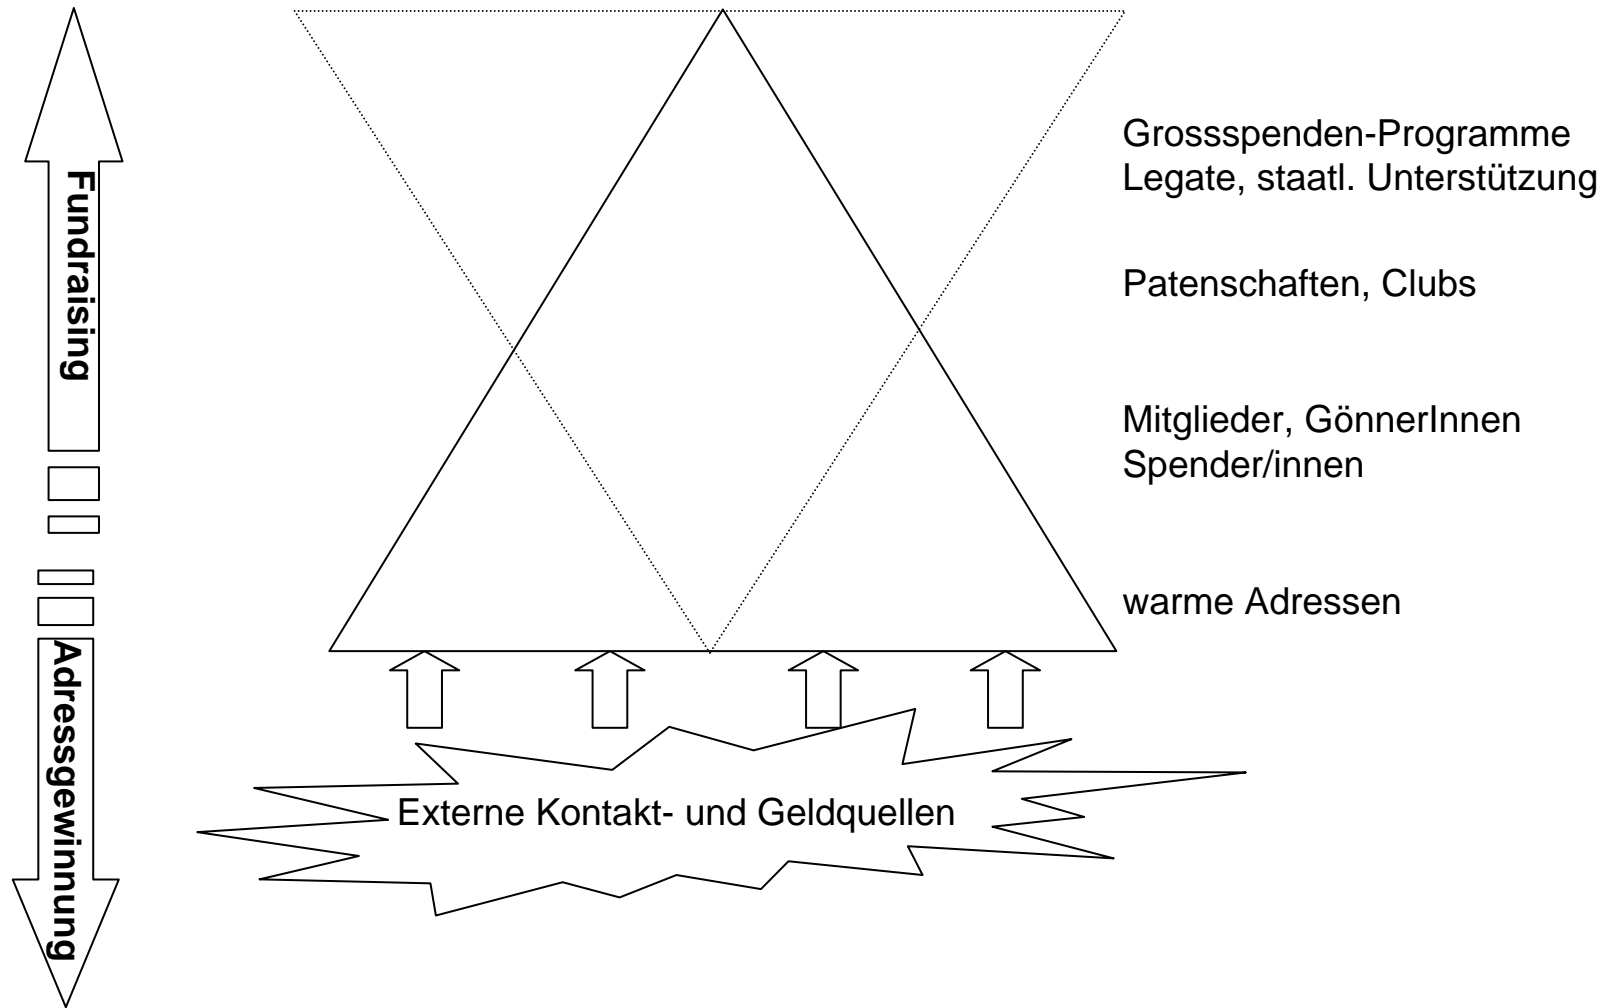 Fundraising
Adressgewinnung
Grossspenden-Programme
Legate, staatl. Unterstützung
Patenschaften, Clubs
Mitglieder, GönnerInnen
Spender/innen
warme Adressen
Externe Kontakt- und Geldquellen